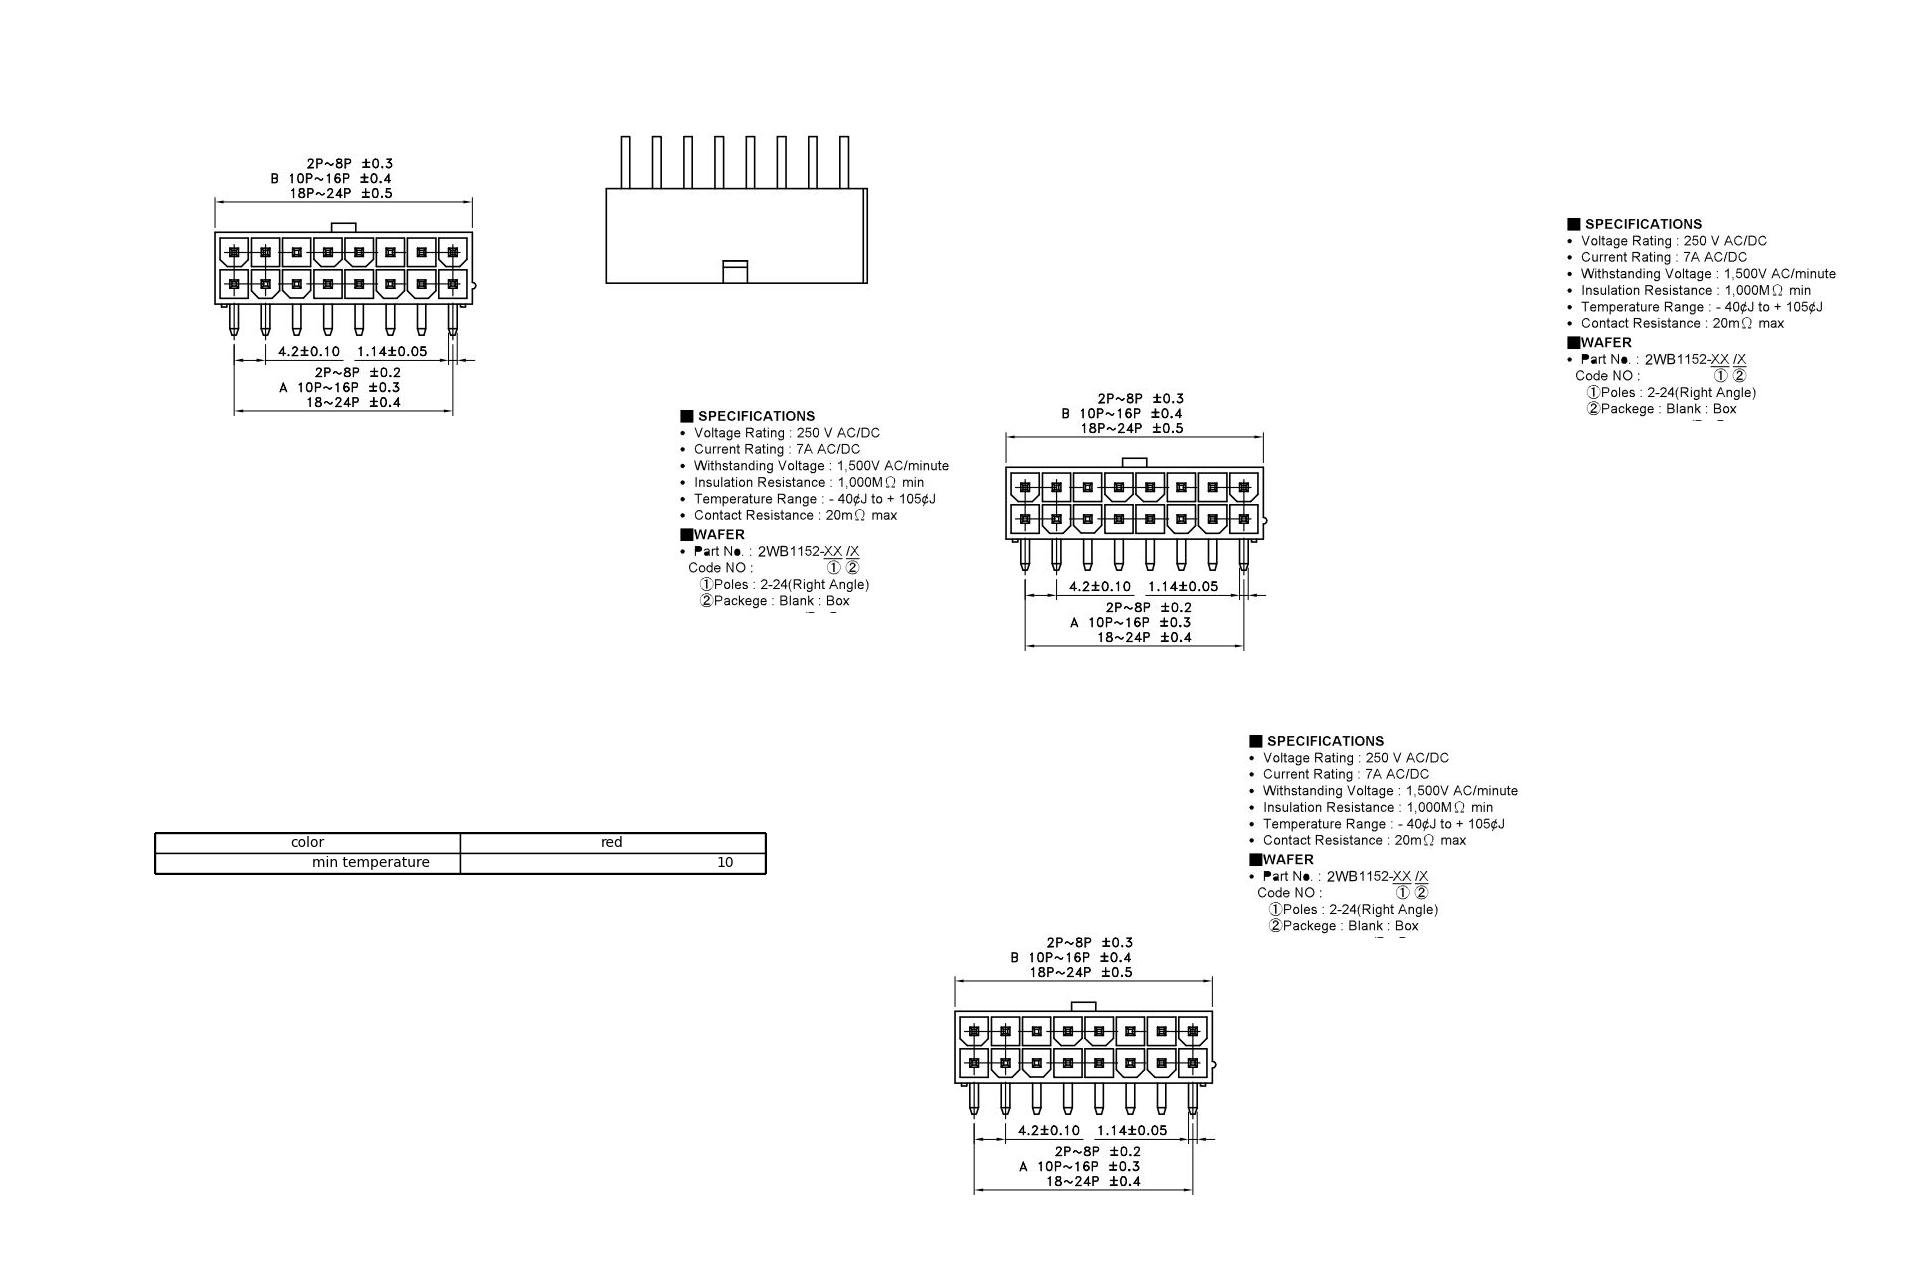 2P~8P ±0.3
B 10P~16P ±0.4
18P~24P ±0.5
4.2±0.10 1.14±0.05
2P~8P ±0.2
A 10P~16P ±0.3
18~24P ±0.4
■ SPECIFICATIONS
• Voltage Rating : 250 V AC/DC
• Current Rating : 7A AC/DC
• Withstanding Voltage : 1,500V AC/minute
• Insulation Resistance : 1,000MΩ min
• Temperature Range : - 40¢J to + 105¢J
• Contact Resistance : 20mΩ max
■WAFER
• Part No. : 2WB1152-XX /X
Code NO : ① ②
①Poles : 2-24(Right Angle)
②Packege : Blank : Box
■ SPECIFICATIONS
• Voltage Rating : 250 V AC/DC
• Current Rating : 7A AC/DC
• Withstanding Voltage : 1,500V AC/minute
• Insulation Resistance : 1,000MΩ min
• Temperature Range : - 40¢J to + 105¢J
• Contact Resistance : 20mΩ max
■WAFER
• Part No. : 2WB1152-XX /X
Code NO : ① ②
①Poles : 2-24(Right Angle)
②Packege : Blank : Box
2P~8P ±0.3
B 10P~16P ±0.4
18P~24P ±0.5
4.2±0.10 1.14±0.05
2P~8P ±0.2
A 10P~16P ±0.3
18~24P ±0.4
■ SPECIFICATIONS
• Voltage Rating : 250 V AC/DC
• Current Rating : 7A AC/DC
• Withstanding Voltage : 1,500V AC/minute
• Insulation Resistance : 1,000MΩ min
• Temperature Range : - 40¢J to + 105¢J
• Contact Resistance : 20mΩ max
■WAFER
• Part No. : 2WB1152-XX /X
Code NO : ① ②
①Poles : 2-24(Right Angle)
②Packege : Blank : Box
color red
min temperature 10
2P~8P ±0.3
B 10P~16P ±0.4
18P~24P ±0.5
4.2±0.10 1.14±0.05
2P~8P ±0.2
A 10P~16P ±0.3
18~24P ±0.4